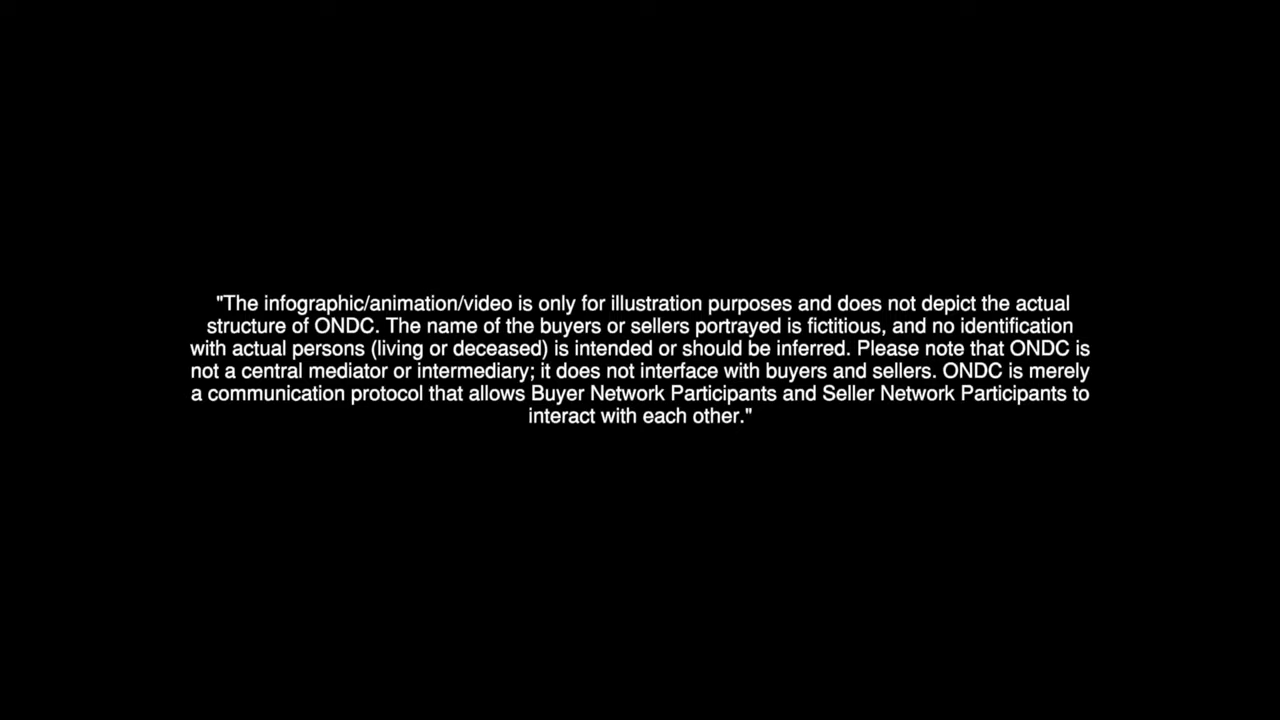 "The infographic/animation/video is only for illustration purposes and does not depict the actual
structure of ONDC. The name of the buyers or sellers portrayed is fictitious, and no identification
with actual persons (living or deceased) is intended or should be inferred. Please note that ONDC is
not a central mediator or intermediary; it does not interface with buyers and sellers. ONDC is merely
a communication protocol that allows Buyer Network Participants and Seller Network Participants to
interact with each other."